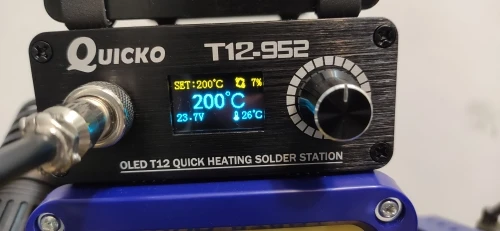 QUICKO T12-952
SET:200°C 7%
200°C
23.7V 26°C
OLED T12 QUICK HEATING SOLDER STATION